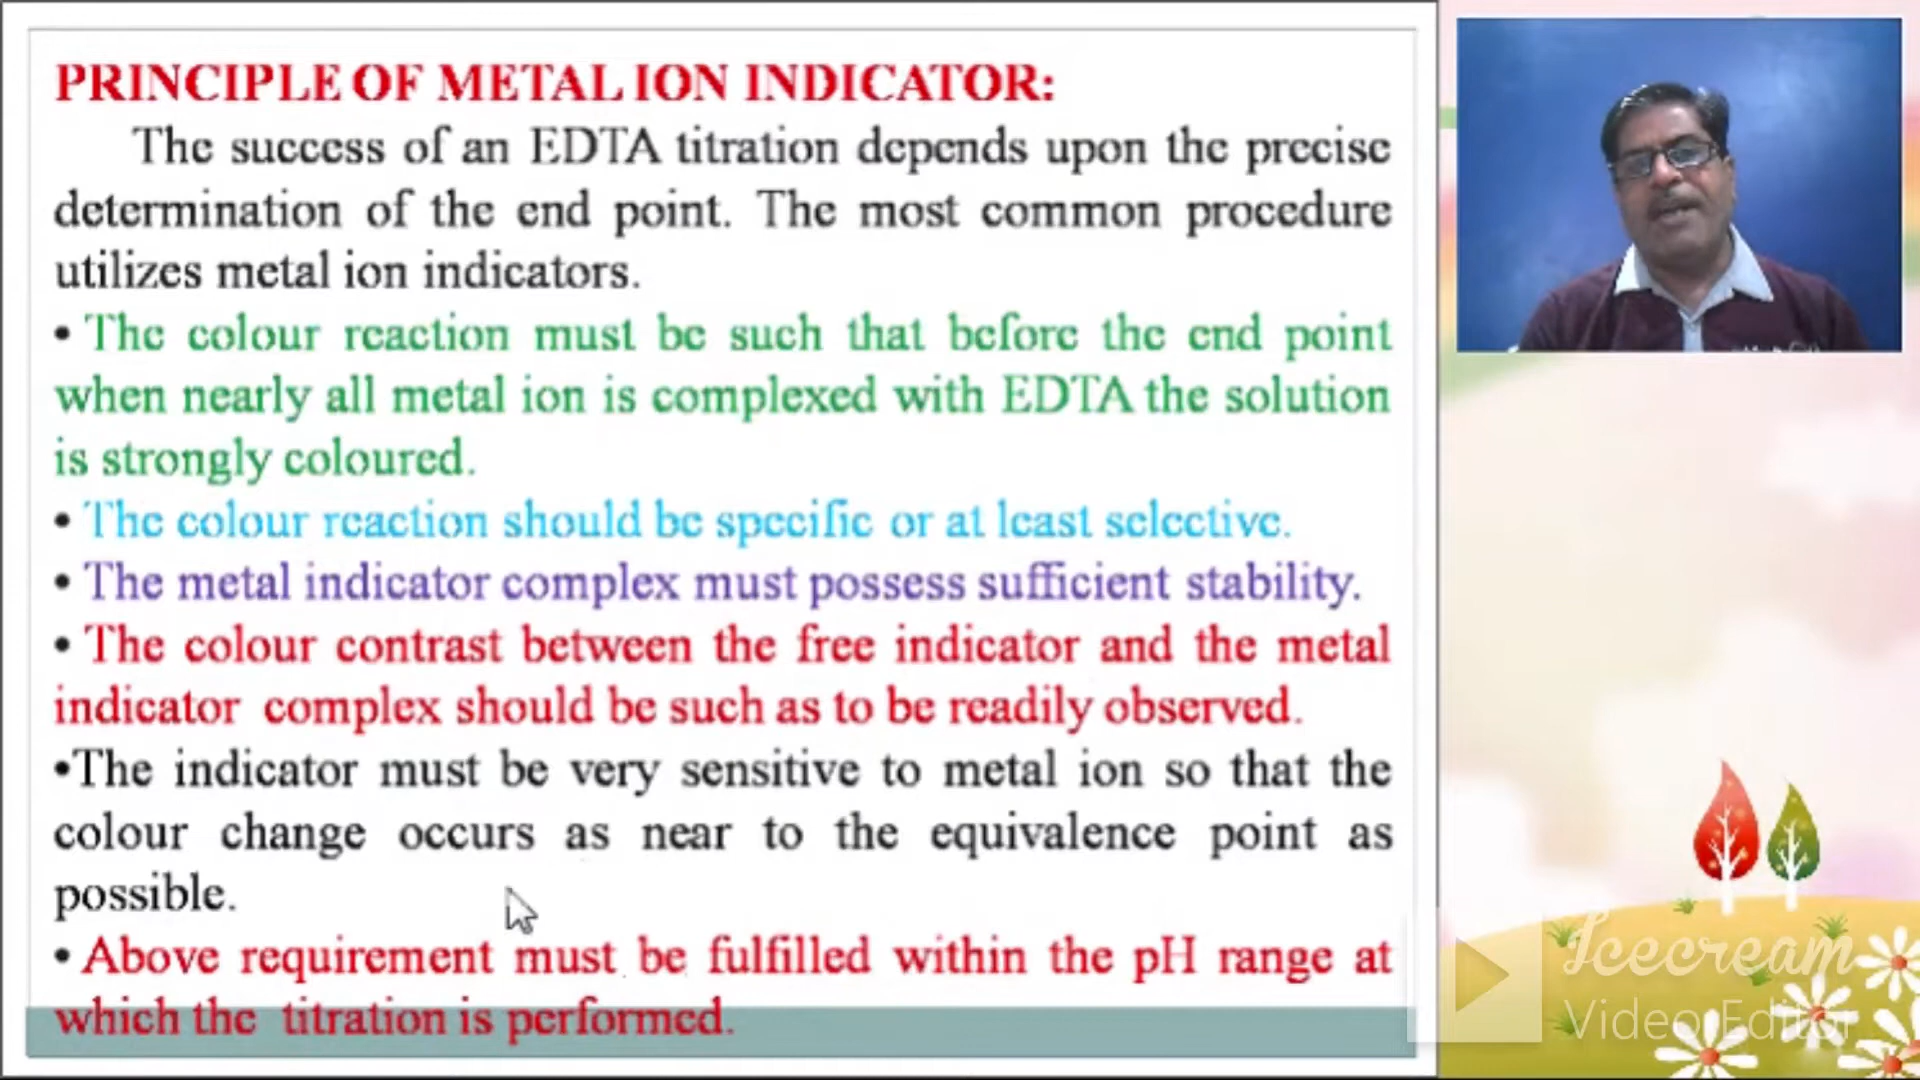 PRINCIPLE OF METAL ION INDICATOR:
The success of an EDTA titration depends upon the precise
determination of the end point. The most common procedure
utilizes metal ion indicators.
• The colour reaction must be such that before the end point
when nearly all metal ion is complexed with EDTA the solution
is strongly coloured.
• The colour reaction should be specific or at least selective.
• The metal indicator complex must possess sufficient stability.
• The colour contrast between the free indicator and the metal
indicator complex should be such as to be readily observed.
•The indicator must be very sensitive to metal ion so that the
colour change occurs as near to the equivalence point as
possible.
• Above requirement must be fulfilled within the pH range at
which the titration is performed.
Icecream
Video Editor